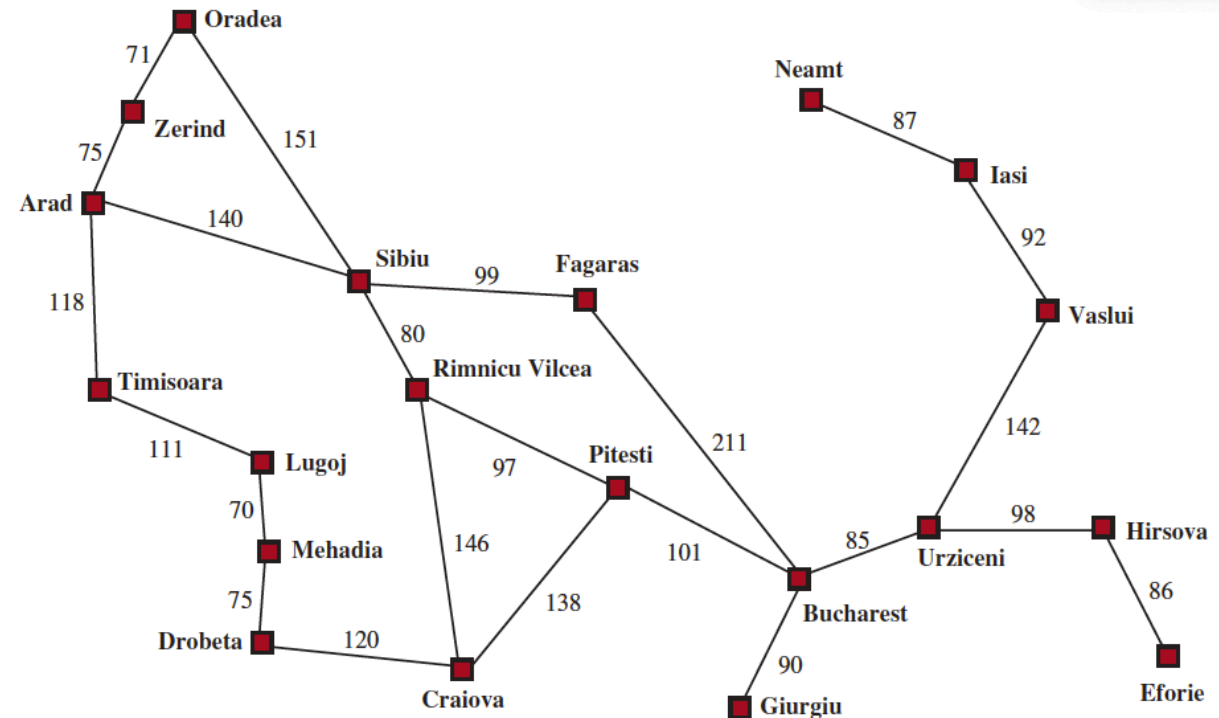 Oradea
71
Neamt
87
Zerind
151
75
Iasi
Arad
140
92
Sibiu
99
Fagaras
118
Vaslui
80
Rimnicu Vilcea
Timisoara
142
111
211
Pitesti
Lugoj
97
70
98
Hirsova
146
85
Mehadia
101
Urziceni
86
75
138
Bucharest
Drobeta
120
90
Craiova
Eforie
Giurgiu